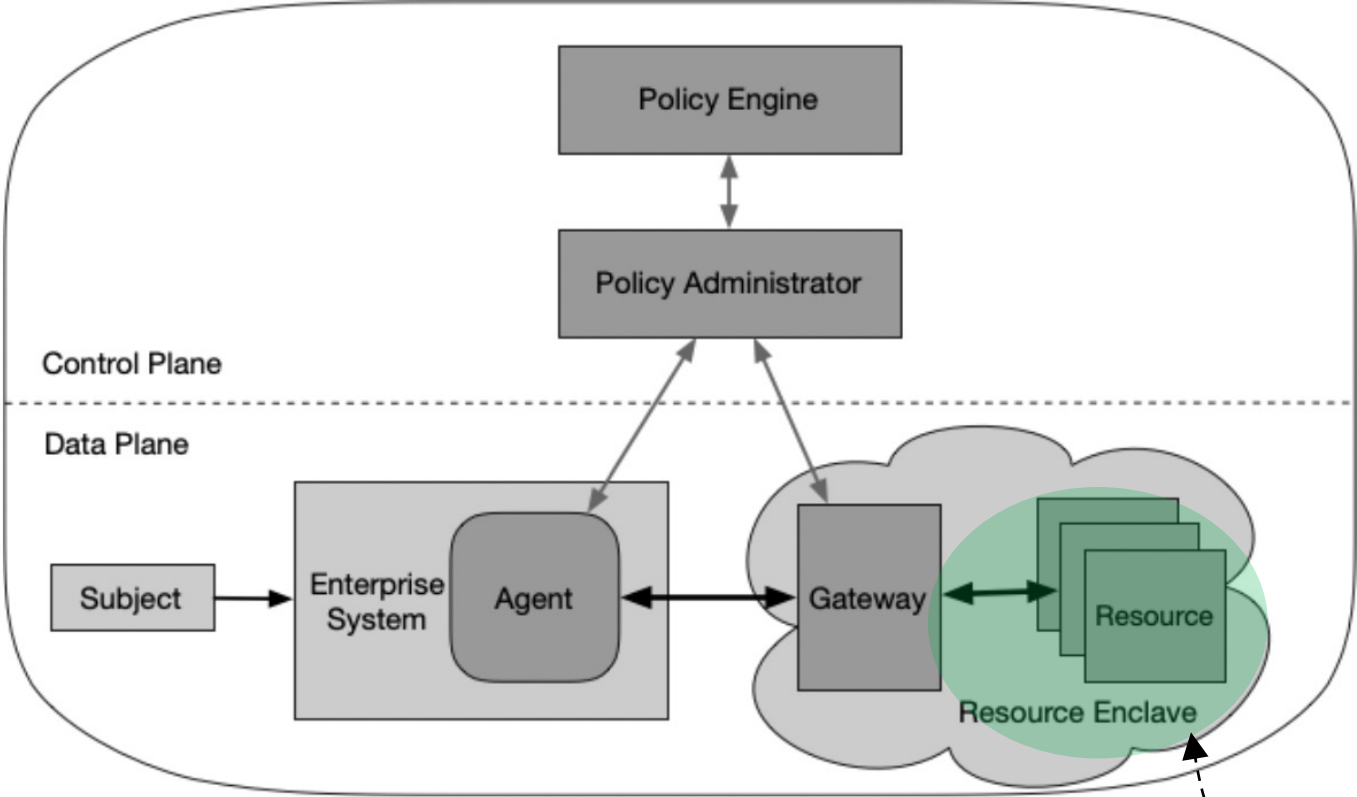 Policy Engine
Policy Administrator
Control Plane
Data Plane
Subject
Enterprise
System
Agent
Gateway
Resource
Resource Enclave